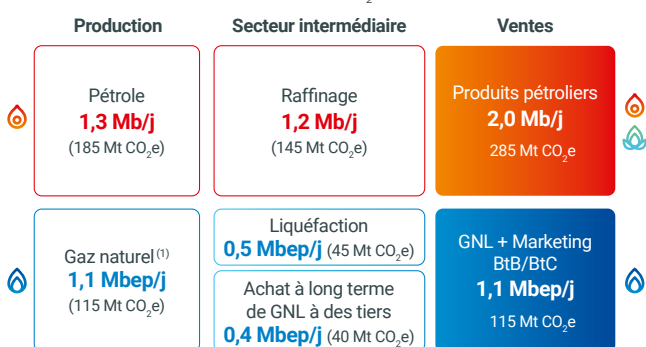 Production
Secteur intermédiaire
Ventes
Pétrole
1,3 Mb/j
(185 Mt CO₂e)
Raffinage
1,2 Mb/j
(145 Mt CO₂e)
Produits pétroliers
2,0 Mb/j
285 Mt CO₂e
Gaz naturel⁽¹⁾
1,1 Mbep/j
(115 Mt CO₂e)
Liquéfaction
0,5 Mbep/j (45 Mt CO₂e)
Achat à long terme
de GNL à des tiers
0,4 Mbep/j (40 Mt CO₂e)
GNL + Marketing
BtB/BtC
1,1 Mbep/j
115 Mt CO₂e